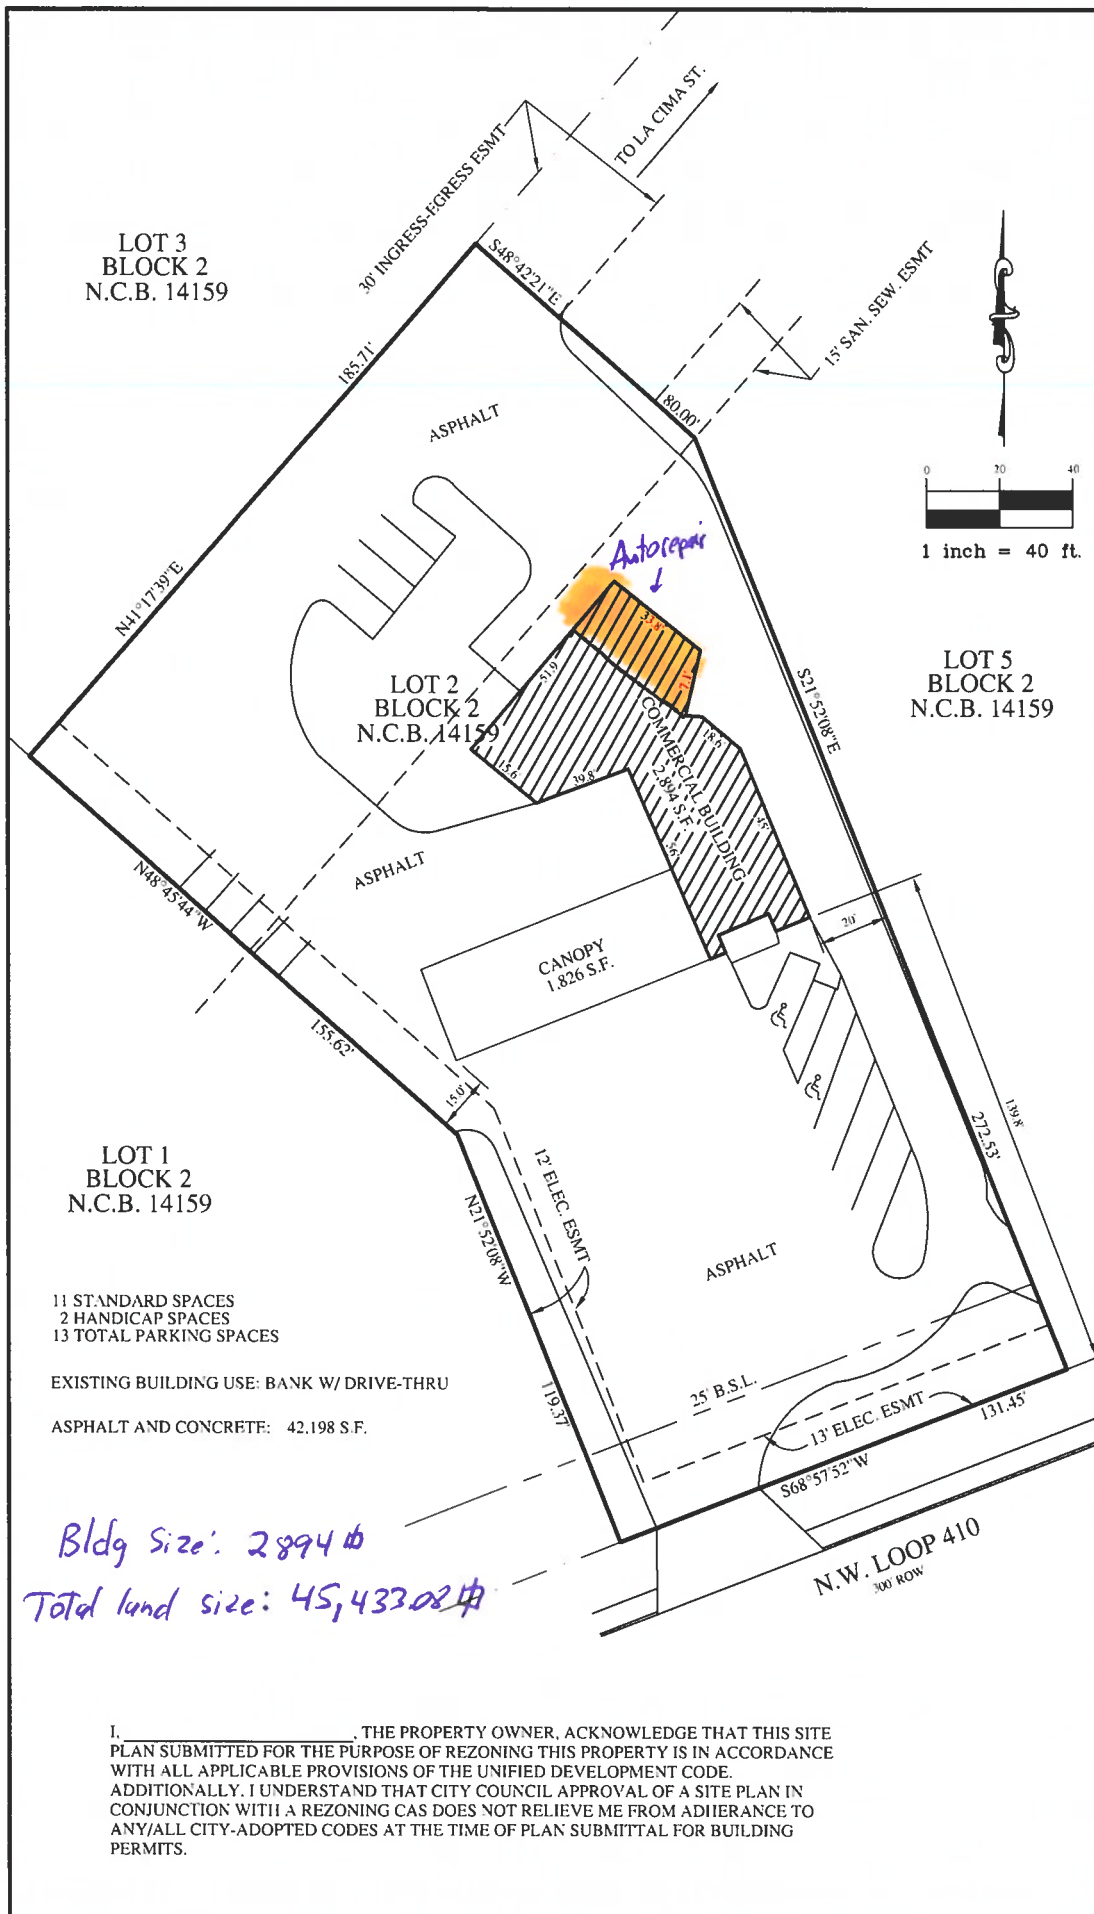 TO LA CIMA ST.
30' INGRESS-EGRESS ESMT
LOT 3
BLOCK 2
N.C.B. 14159
S48°42'21"E
15' SAN. SEW. ESMT
185.71'
80.00'
ASPHALT
0 20 40
1 inch = 40 ft.
Autorepair
N41°17'39"E
33.8'
LOT 5
BLOCK 2
N.C.B. 14159
51.9'
7.1'
S21°52'08"E
LOT 2
BLOCK 2
N.C.B. 14159
18.6'
15.6'
39.8'
COMMERCIAL BUILDING
2,894 S.F.
45'
56'
ASPHALT
N48°45'44"W
CANOPY
1,826 S.F.
20'
155.62'
15.0'
139.8'
272.53'
LOT 1
BLOCK 2
N.C.B. 14159
12' ELEC. ESMT
N21°52'08"W
ASPHALT
11 STANDARD SPACES
2 HANDICAP SPACES
13 TOTAL PARKING SPACES
EXISTING BUILDING USE: BANK W/ DRIVE-THRU
ASPHALT AND CONCRETE: 42,198 S.F.
119.37'
25' B.S.L.
13' ELEC. ESMT
131.45'
S68°57'52"W
N.W. LOOP 410
300' ROW
Bldg Size: 2894
Total land size: 45,433.08
I, ____________________, THE PROPERTY OWNER, ACKNOWLEDGE THAT THIS SITE
PLAN SUBMITTED FOR THE PURPOSE OF REZONING THIS PROPERTY IS IN ACCORDANCE
WITH ALL APPLICABLE PROVISIONS OF THE UNIFIED DEVELOPMENT CODE.
ADDITIONALLY, I UNDERSTAND THAT CITY COUNCIL APPROVAL OF A SITE PLAN IN
CONJUNCTION WITH A REZONING CAS DOES NOT RELIEVE ME FROM ADHERANCE TO
ANY/ALL CITY-ADOPTED CODES AT THE TIME OF PLAN SUBMITTAL FOR BUILDING
PERMITS.